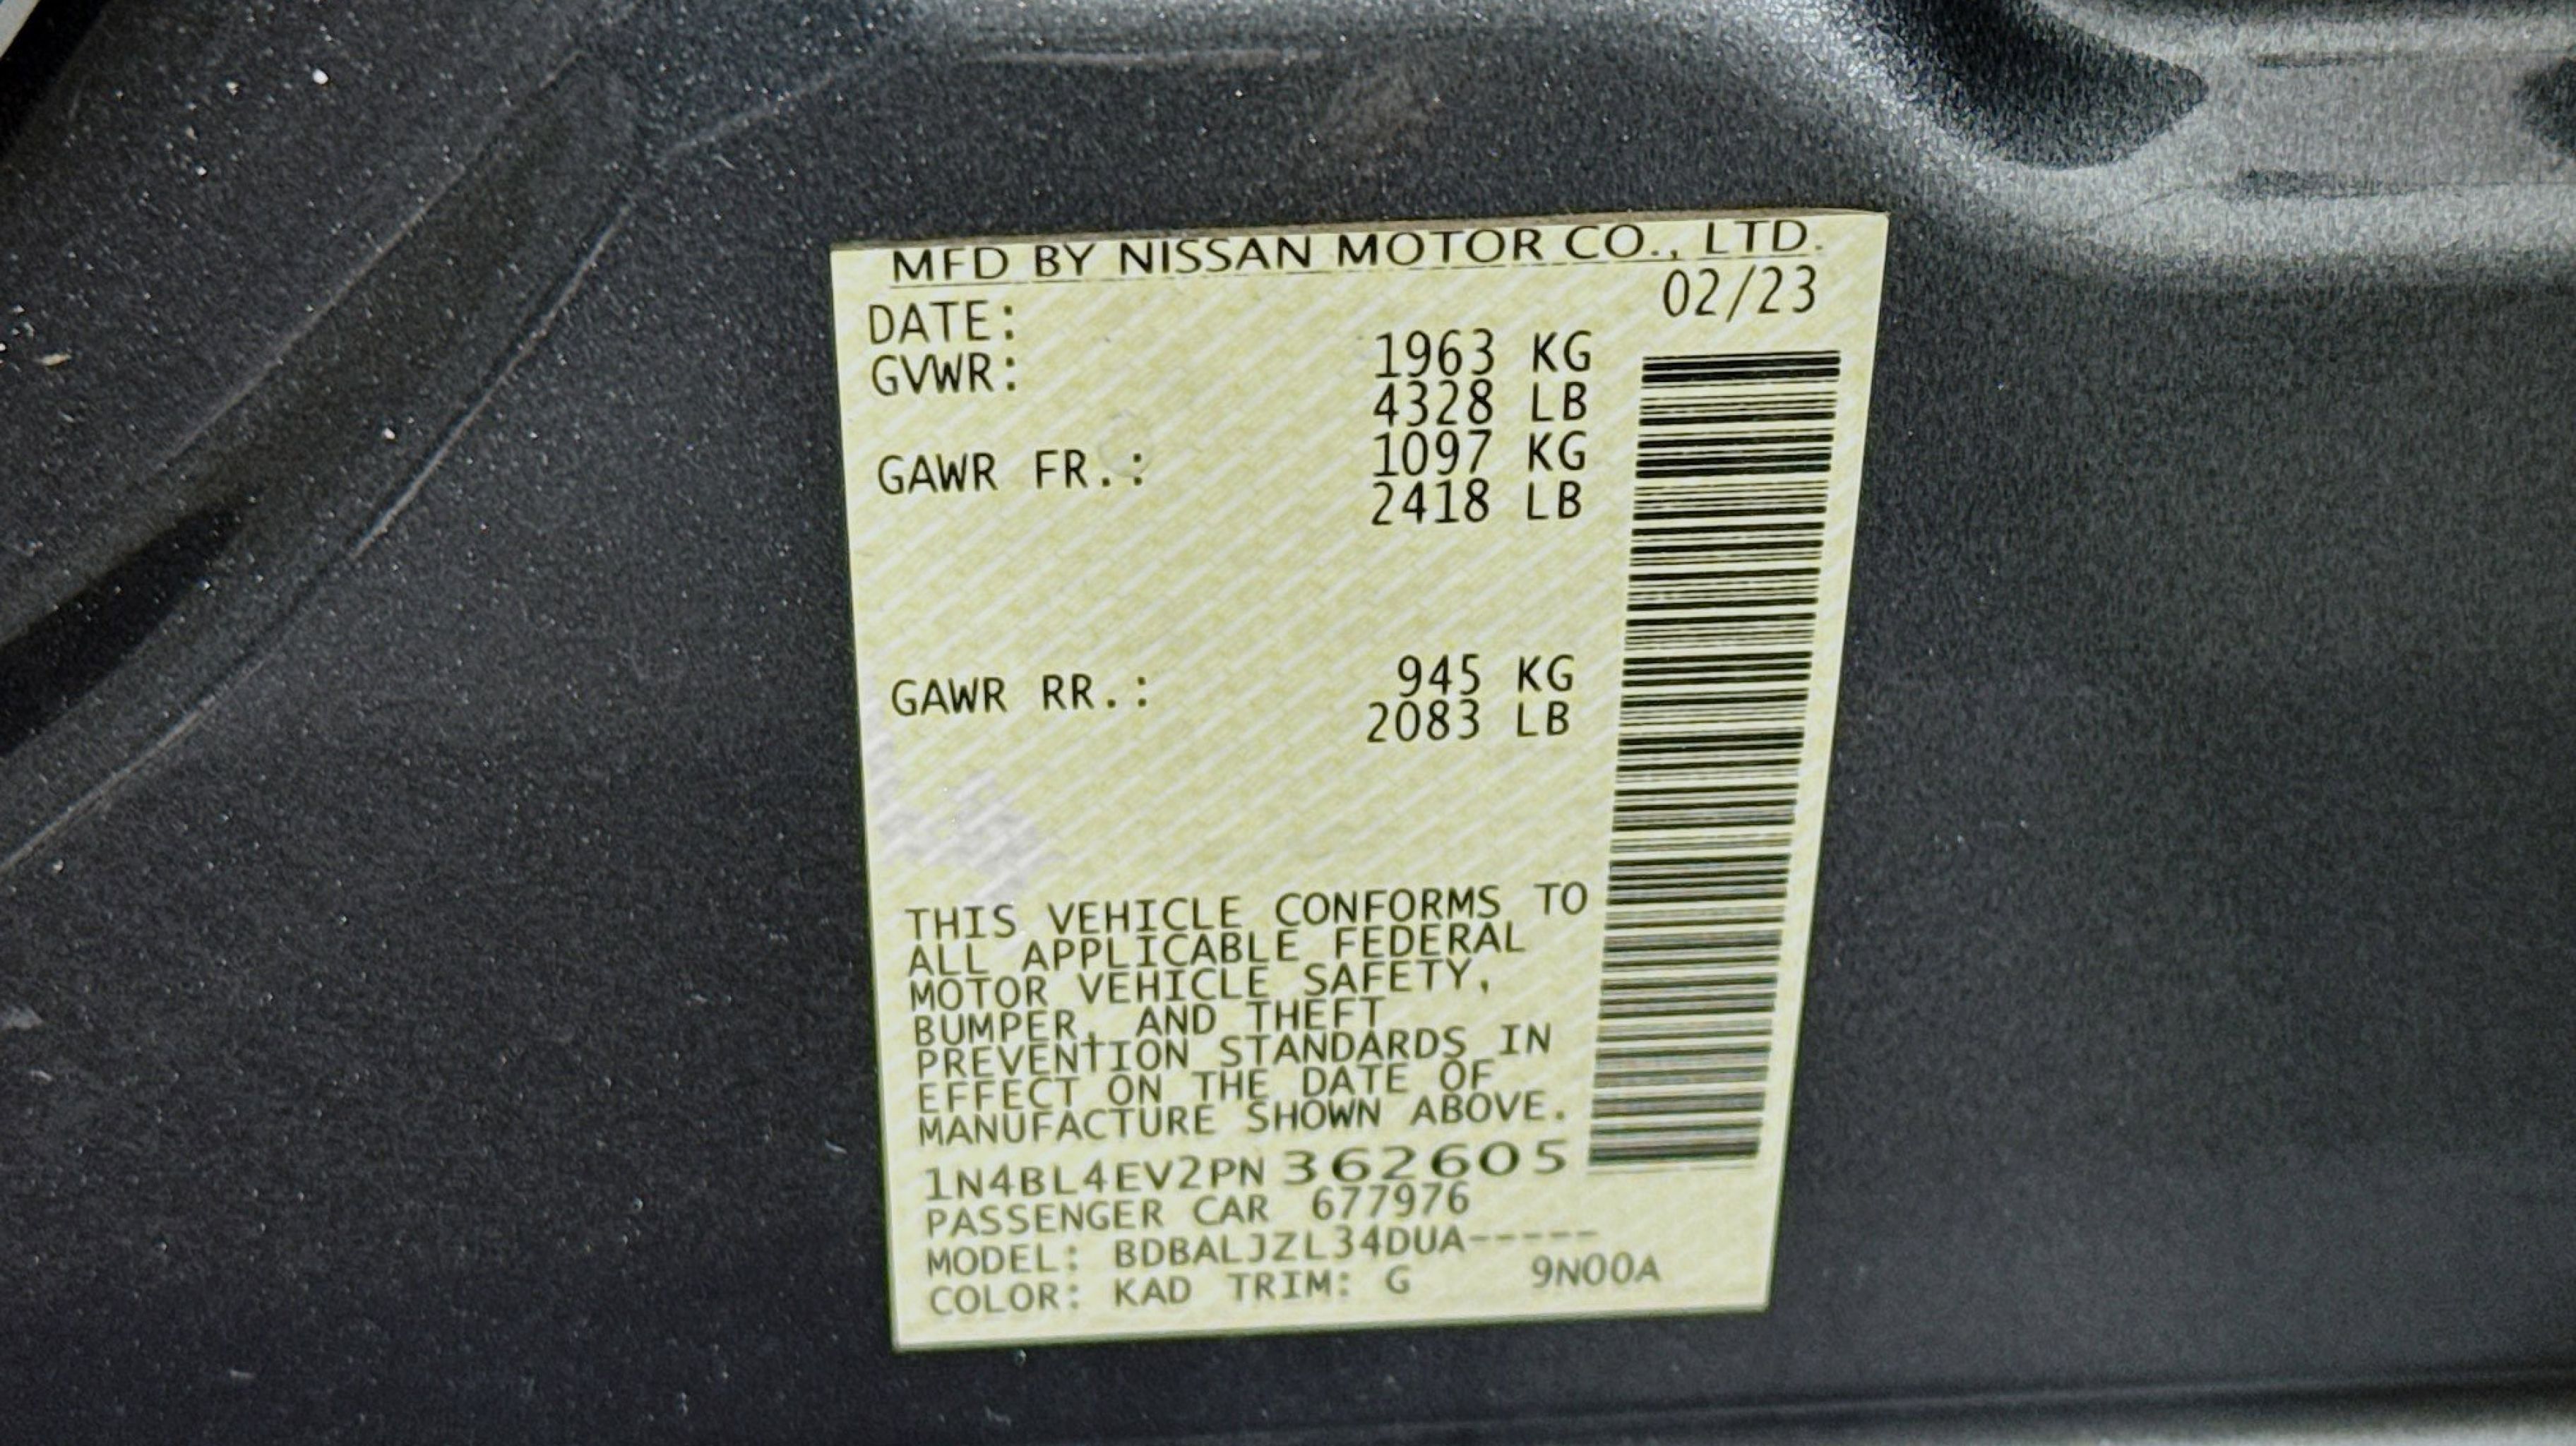 MFD BY NISSAN MOTOR CO., LTD.
DATE: 02/23
GVWR: 1963 KG
4328 LB
GAWR FR.: 1097 KG
2418 LB
GAWR RR.: 945 KG
2083 LB
THIS VEHICLE CONFORMS TO
ALL APPLICABLE FEDERAL
MOTOR VEHICLE SAFETY,
BUMPER, AND THEFT
PREVENTION STANDARDS IN
EFFECT ON THE DATE OF
MANUFACTURE SHOWN ABOVE.
1N4BL4EV2PN 362605
PASSENGER CAR 677976
MODEL: BDBALJZL34DUA-----
COLOR: KAD TRIM: G 9N00A